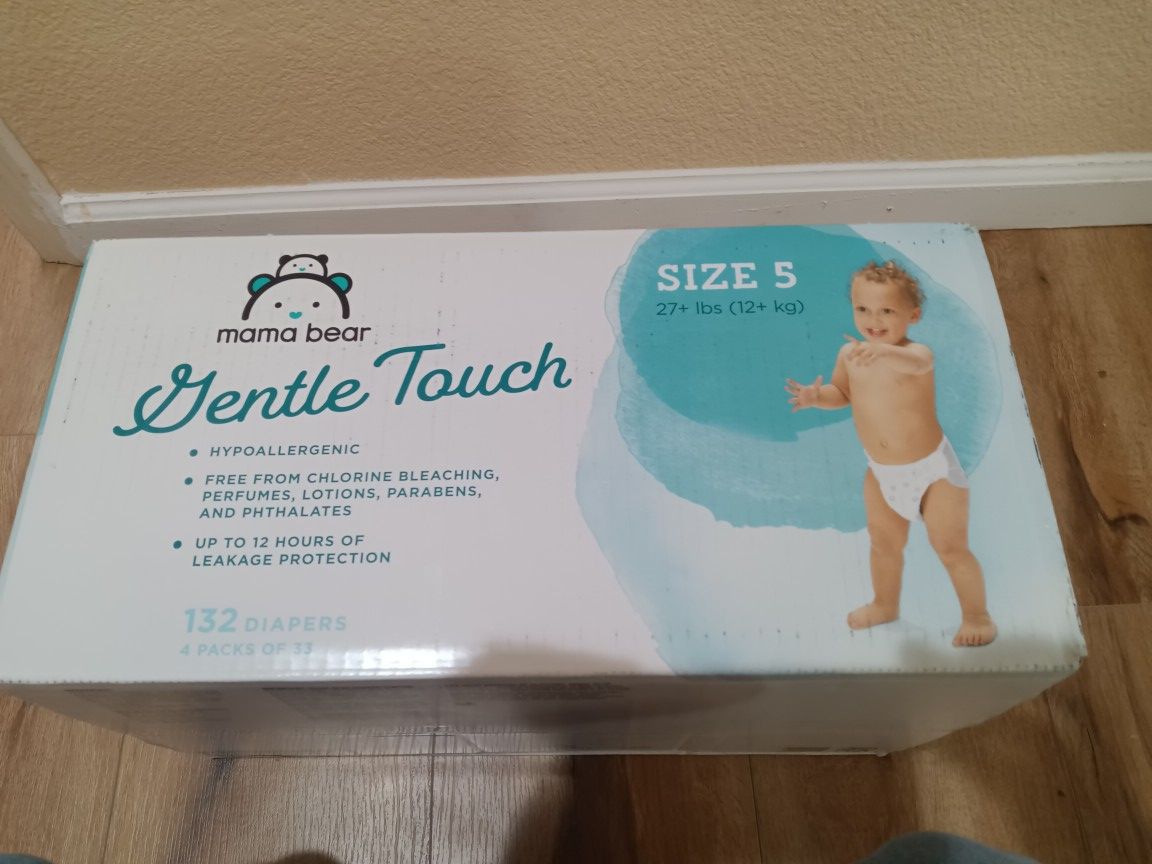 mama bear
Gentle Touch
• HYPOALLERGENIC
• FREE FROM CHLORINE BLEACHING,
PERFUMES, LOTIONS, PARABENS,
AND PHTHALATES
• UP TO 12 HOURS OF
LEAKAGE PROTECTION
132 DIAPERS
4 PACKS OF 33
SIZE 5
27+ lbs (12+ kg)